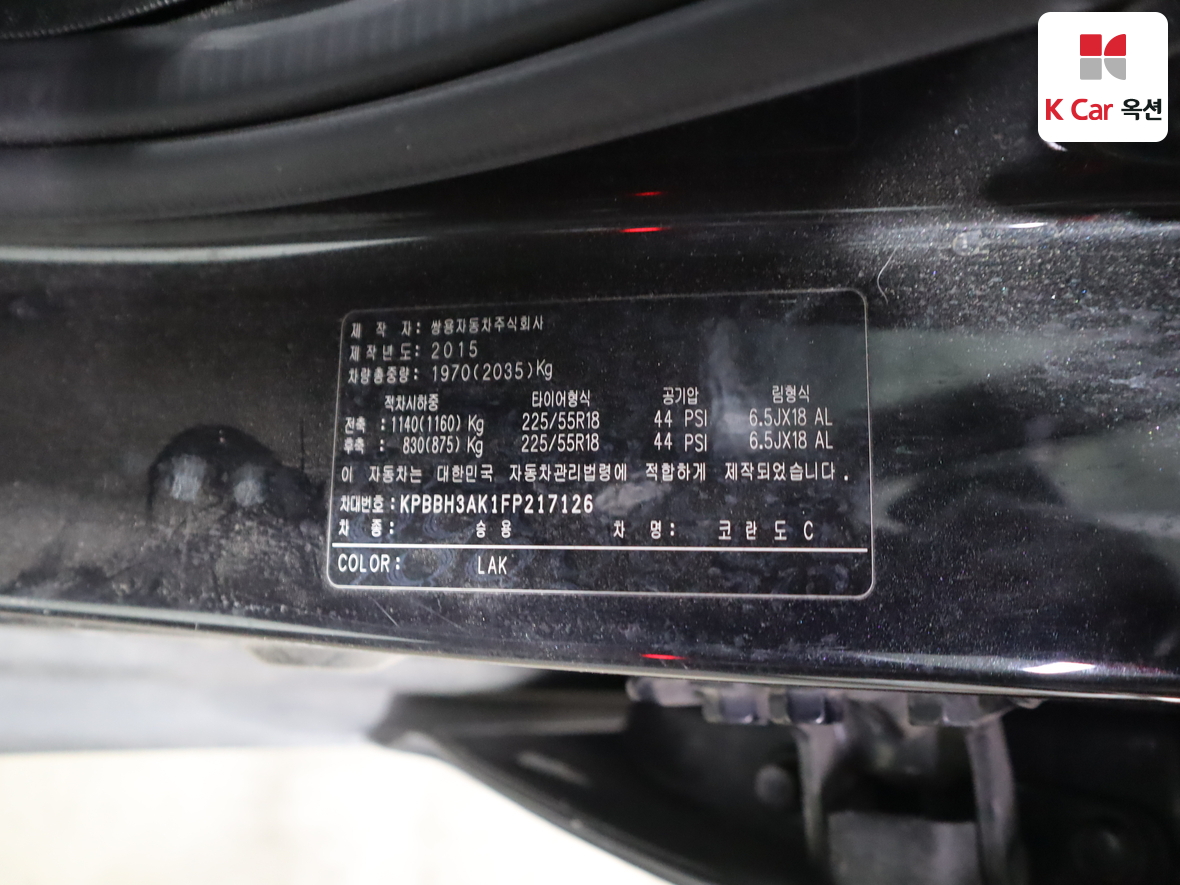 K Car 옥션
제 작 자: 쌍용자동차주식회사
제작년도: 2015
차량총중량: 1970(2035)Kg
적차시하중 타이어형식 공기압 림형식
전축 : 1140(1160) Kg 225/55R18 44 PSI 6.5JX18 AL
후축 : 830(875) Kg 225/55R18 44 PSI 6.5JX18 AL
이 자동차는 대한민국 자동차관리법령에 적합하게 제작되었습니다.
차대번호:KPBBH3AK1FP217126
차 종: 승용 차 명: 코란도 C
COLOR: LAK